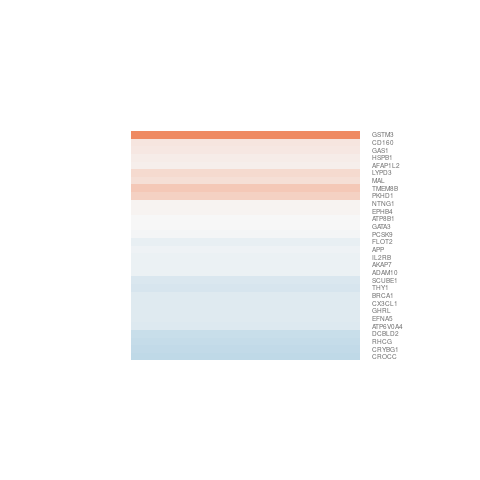 GSTM3
CD160
GAS1
HSPB1
AFAP1L2
LYPD3
MAL
TMEM8B
PKHD1
NTNG1
EPHB4
ATP8B1
GATA3
PCSK9
FLOT2
APP
IL2RB
AKAP7
ADAM10
SCUBE1
THY1
BRCA1
CX3CL1
GHRL
EFNA5
ATP6V0A4
DCBLD2
RHCG
CRYBG1
CROCC